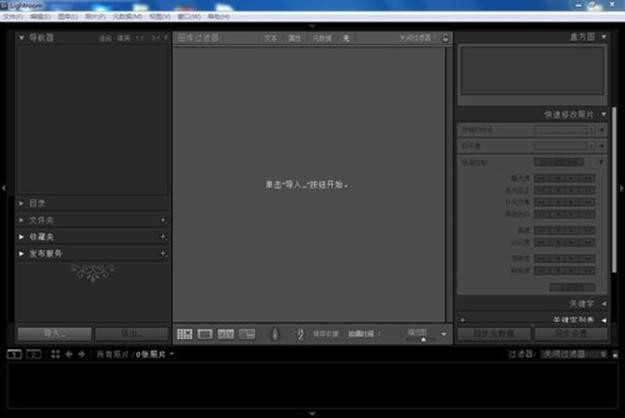 Lightroom
文件(F) 编辑(E) 图库(L) 照片(P) 元数据(M) 视图(V) 窗口(W) 帮助(H)
导航器 适合 填满 1:1 3:1
图库过滤器: 文本 属性 元数据 无 关闭过滤器
直方图
快速修改照片
存储的预设
白平衡
色调控制
曝光度
高光
补光效果
黑色色阶
亮度
对比度
清晰度
鲜艳度
单击“导入...”按钮开始。
目录
文件夹
收藏夹
发布服务
关键字
关键字列表
导入...
导出...
XY
排序依据: 拍摄时间
缩览图
同步元数据
同步设置
1 2 所有照片 / 0张照片
过滤器: 关闭过滤器